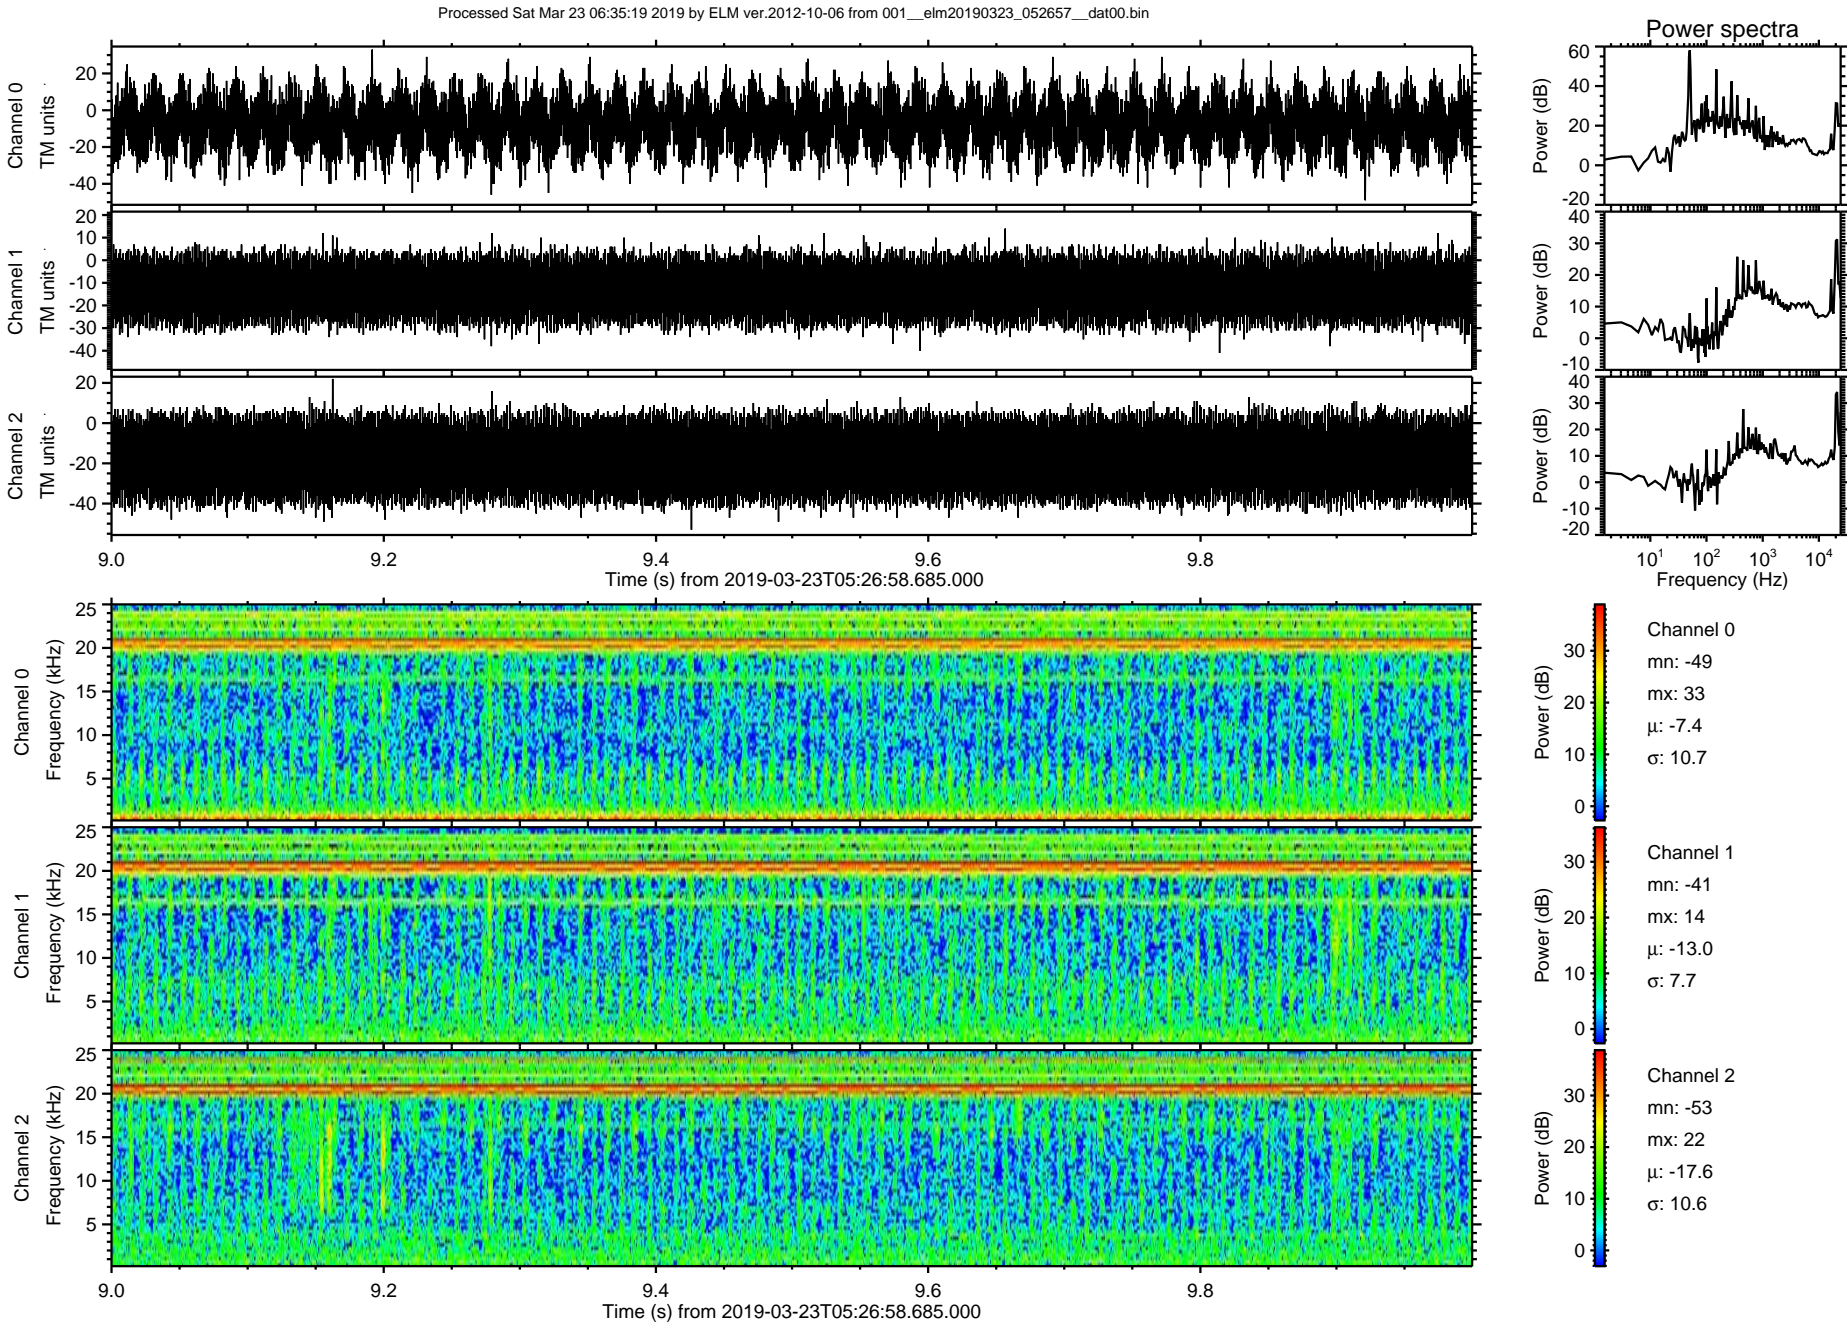 Processed Sat Mar 23 06:35:19 2019 by ELM ver.2012-10-06 from 001__elm20190323_052657__dat00.bin
Power spectra
Channel 0
TM units
20
0
-20
-40
Power (dB)
60
40
20
0
-20
Channel 1
TM units
20
10
0
-10
-20
-30
-40
Power (dB)
40
30
20
10
0
-10
Channel 2
TM units
20
0
-20
-40
Power (dB)
40
30
20
10
0
-10
-20
9.0 9.2 9.4 9.6 9.8
Time (s) from 2019-03-23T05:26:58.685.000
10¹ 10² 10³ 10⁴
Frequency (Hz)
Channel 0
Frequency (kHz)
25
20
15
10
5
Power (dB)
30
20
10
0
Channel 0
mn: -49
mx: 33
μ: -7.4
σ: 10.7
Channel 1
Frequency (kHz)
25
20
15
10
5
Power (dB)
30
20
10
0
Channel 1
mn: -41
mx: 14
μ: -13.0
σ: 7.7
Channel 2
Frequency (kHz)
25
20
15
10
5
Power (dB)
30
20
10
0
Channel 2
mn: -53
mx: 22
μ: -17.6
σ: 10.6
9.0 9.2 9.4 9.6 9.8
Time (s) from 2019-03-23T05:26:58.685.000